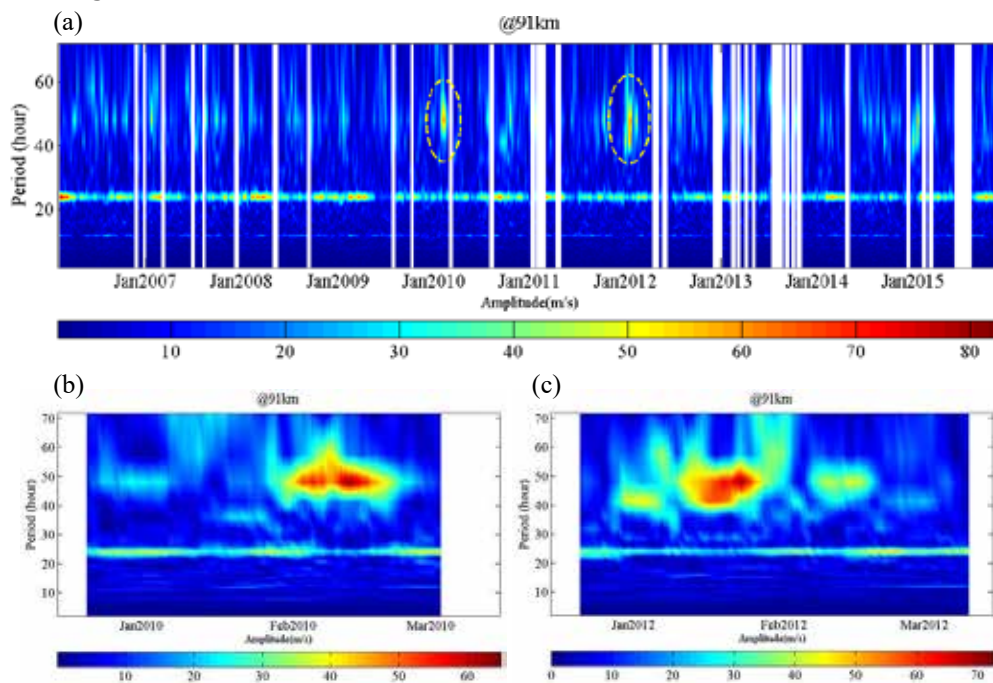 (a)
@91km
60
40
20
Period (hour)
Jan2007 Jan2008 Jan2009 Jan2010 Jan2011 Jan2012 Jan2013 Jan2014 Jan2015
Amplitude(m/s)
10 20 30 40 50 60 70 80
(b)
@91km
70
60
50
40
30
20
10
Period (hour)
Jan2010 Feb2010 Mar2010
Amplitude(m/s)
10 20 30 40 50 60
(c)
@91km
70
60
50
40
30
20
10
Period (hour)
Jan2012 Feb2012 Mar2012
Amplitude(m/s)
0 10 20 30 40 50 60 70